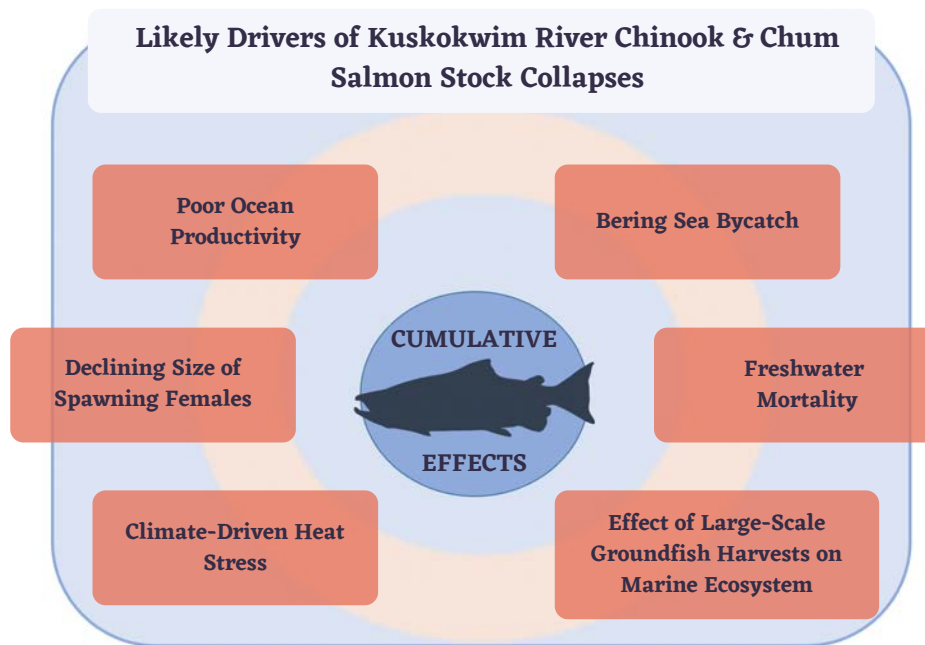 Likely Drivers of Kuskokwim River Chinook & Chum
Salmon Stock Collapses
Poor Ocean
Productivity
Bering Sea Bycatch
Declining Size of
Spawning Females
CUMULATIVE
EFFECTS
Freshwater
Mortality
Climate-Driven Heat
Stress
Effect of Large-Scale
Groundfish Harvests on
Marine Ecosystem